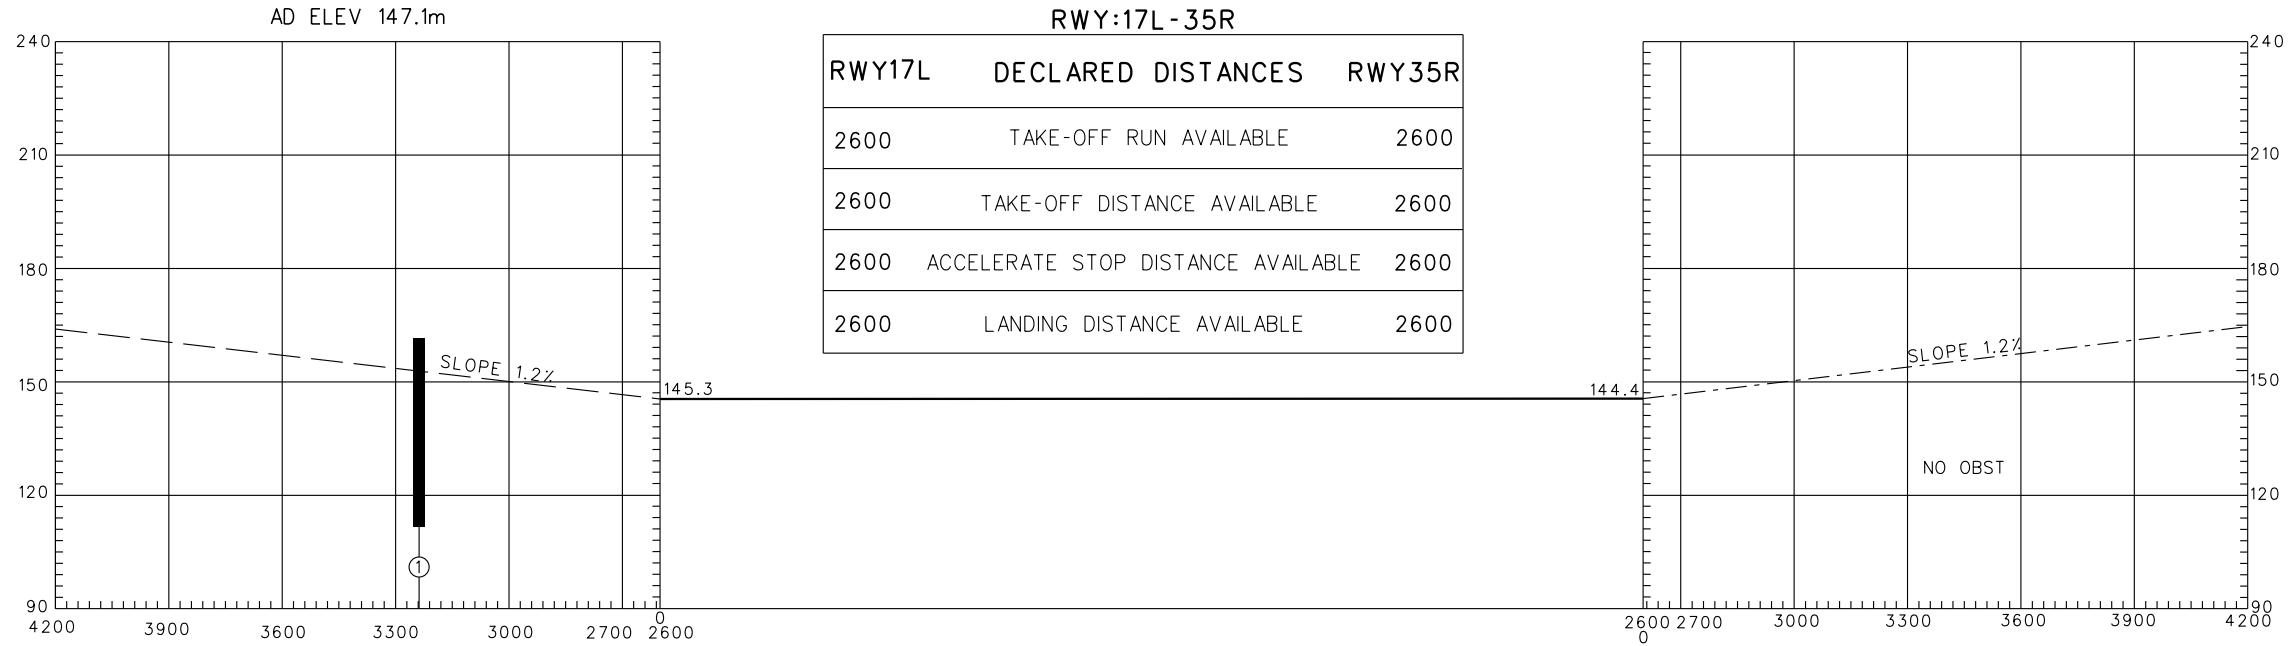 AD ELEV 147.1m
RWY:17L-35R
RWY17L DECLARED DISTANCES RWY35R
2600 TAKE-OFF RUN AVAILABLE 2600
2600 TAKE-OFF DISTANCE AVAILABLE 2600
2600 ACCELERATE STOP DISTANCE AVAILABLE 2600
2600 LANDING DISTANCE AVAILABLE 2600
240
210
180
150
120
90
SLOPE 1.2%
1
4200 3900 3600 3300 3000 2700 2600
0
145.3
144.4
SLOPE 1.2%
NO OBST
240
210
180
150
120
90
2600 2700 3000 3300 3600 3900 4200
0